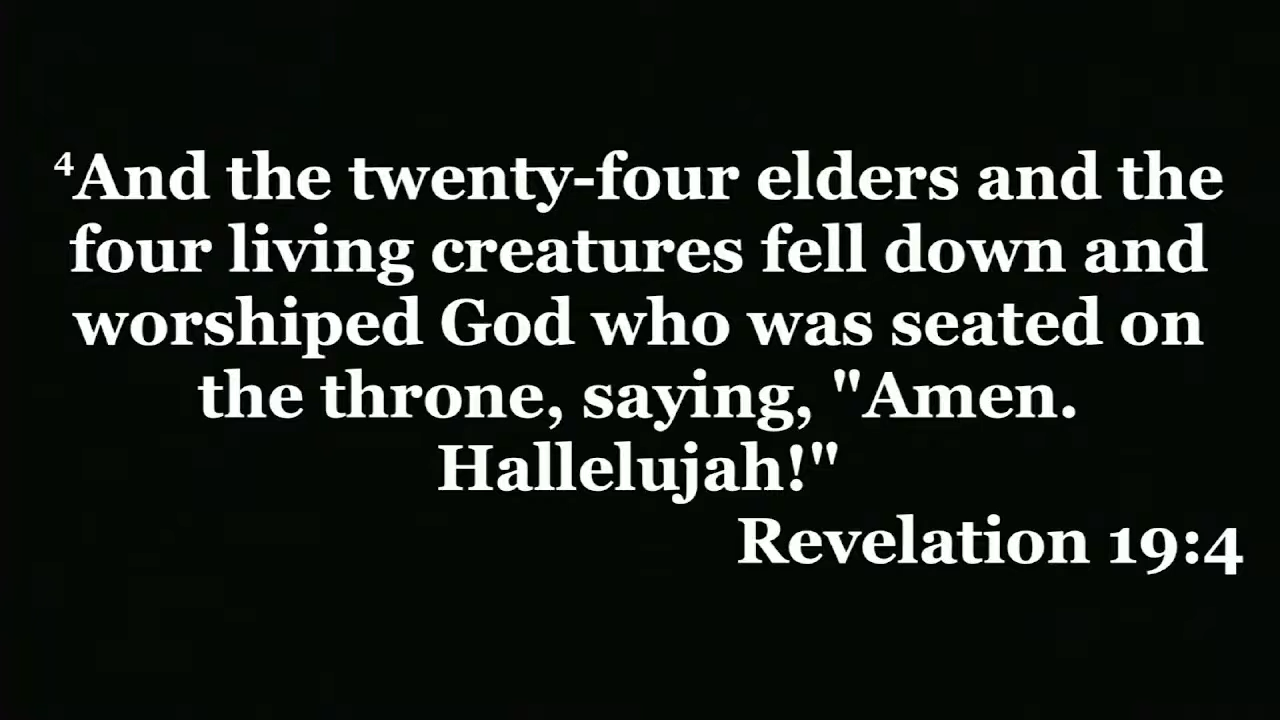 ⁴And the twenty-four elders and the
four living creatures fell down and
worshiped God who was seated on
the throne, saying, "Amen.
Hallelujah!"
Revelation 19:4